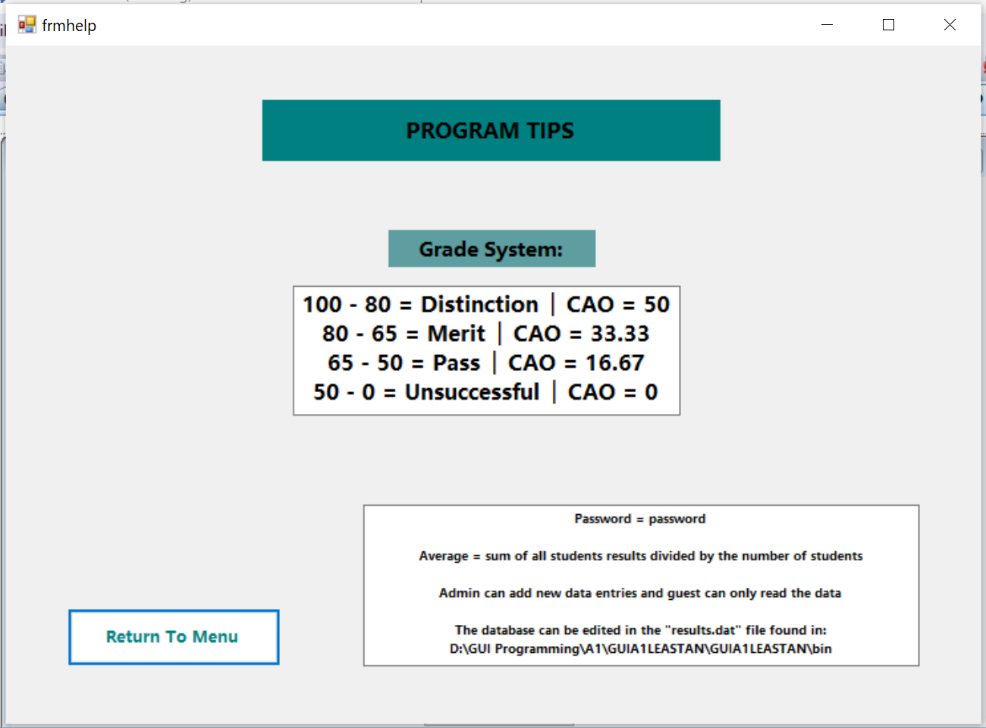 frmhelp
PROGRAM TIPS
Grade System:
100 - 80 = Distinction | CAO = 50
80 - 65 = Merit | CAO = 33.33
65 - 50 = Pass | CAO = 16.67
50 - 0 = Unsuccessful | CAO = 0
Password = password
Average = sum of all students results divided by the number of students
Admin can add new data entries and guest can only read the data
The database can be edited in the "results.dat" file found in:
D:\GUI Programming\A1\GUIA1LEASTAN\GUIA1LEASTAN\bin
Return To Menu